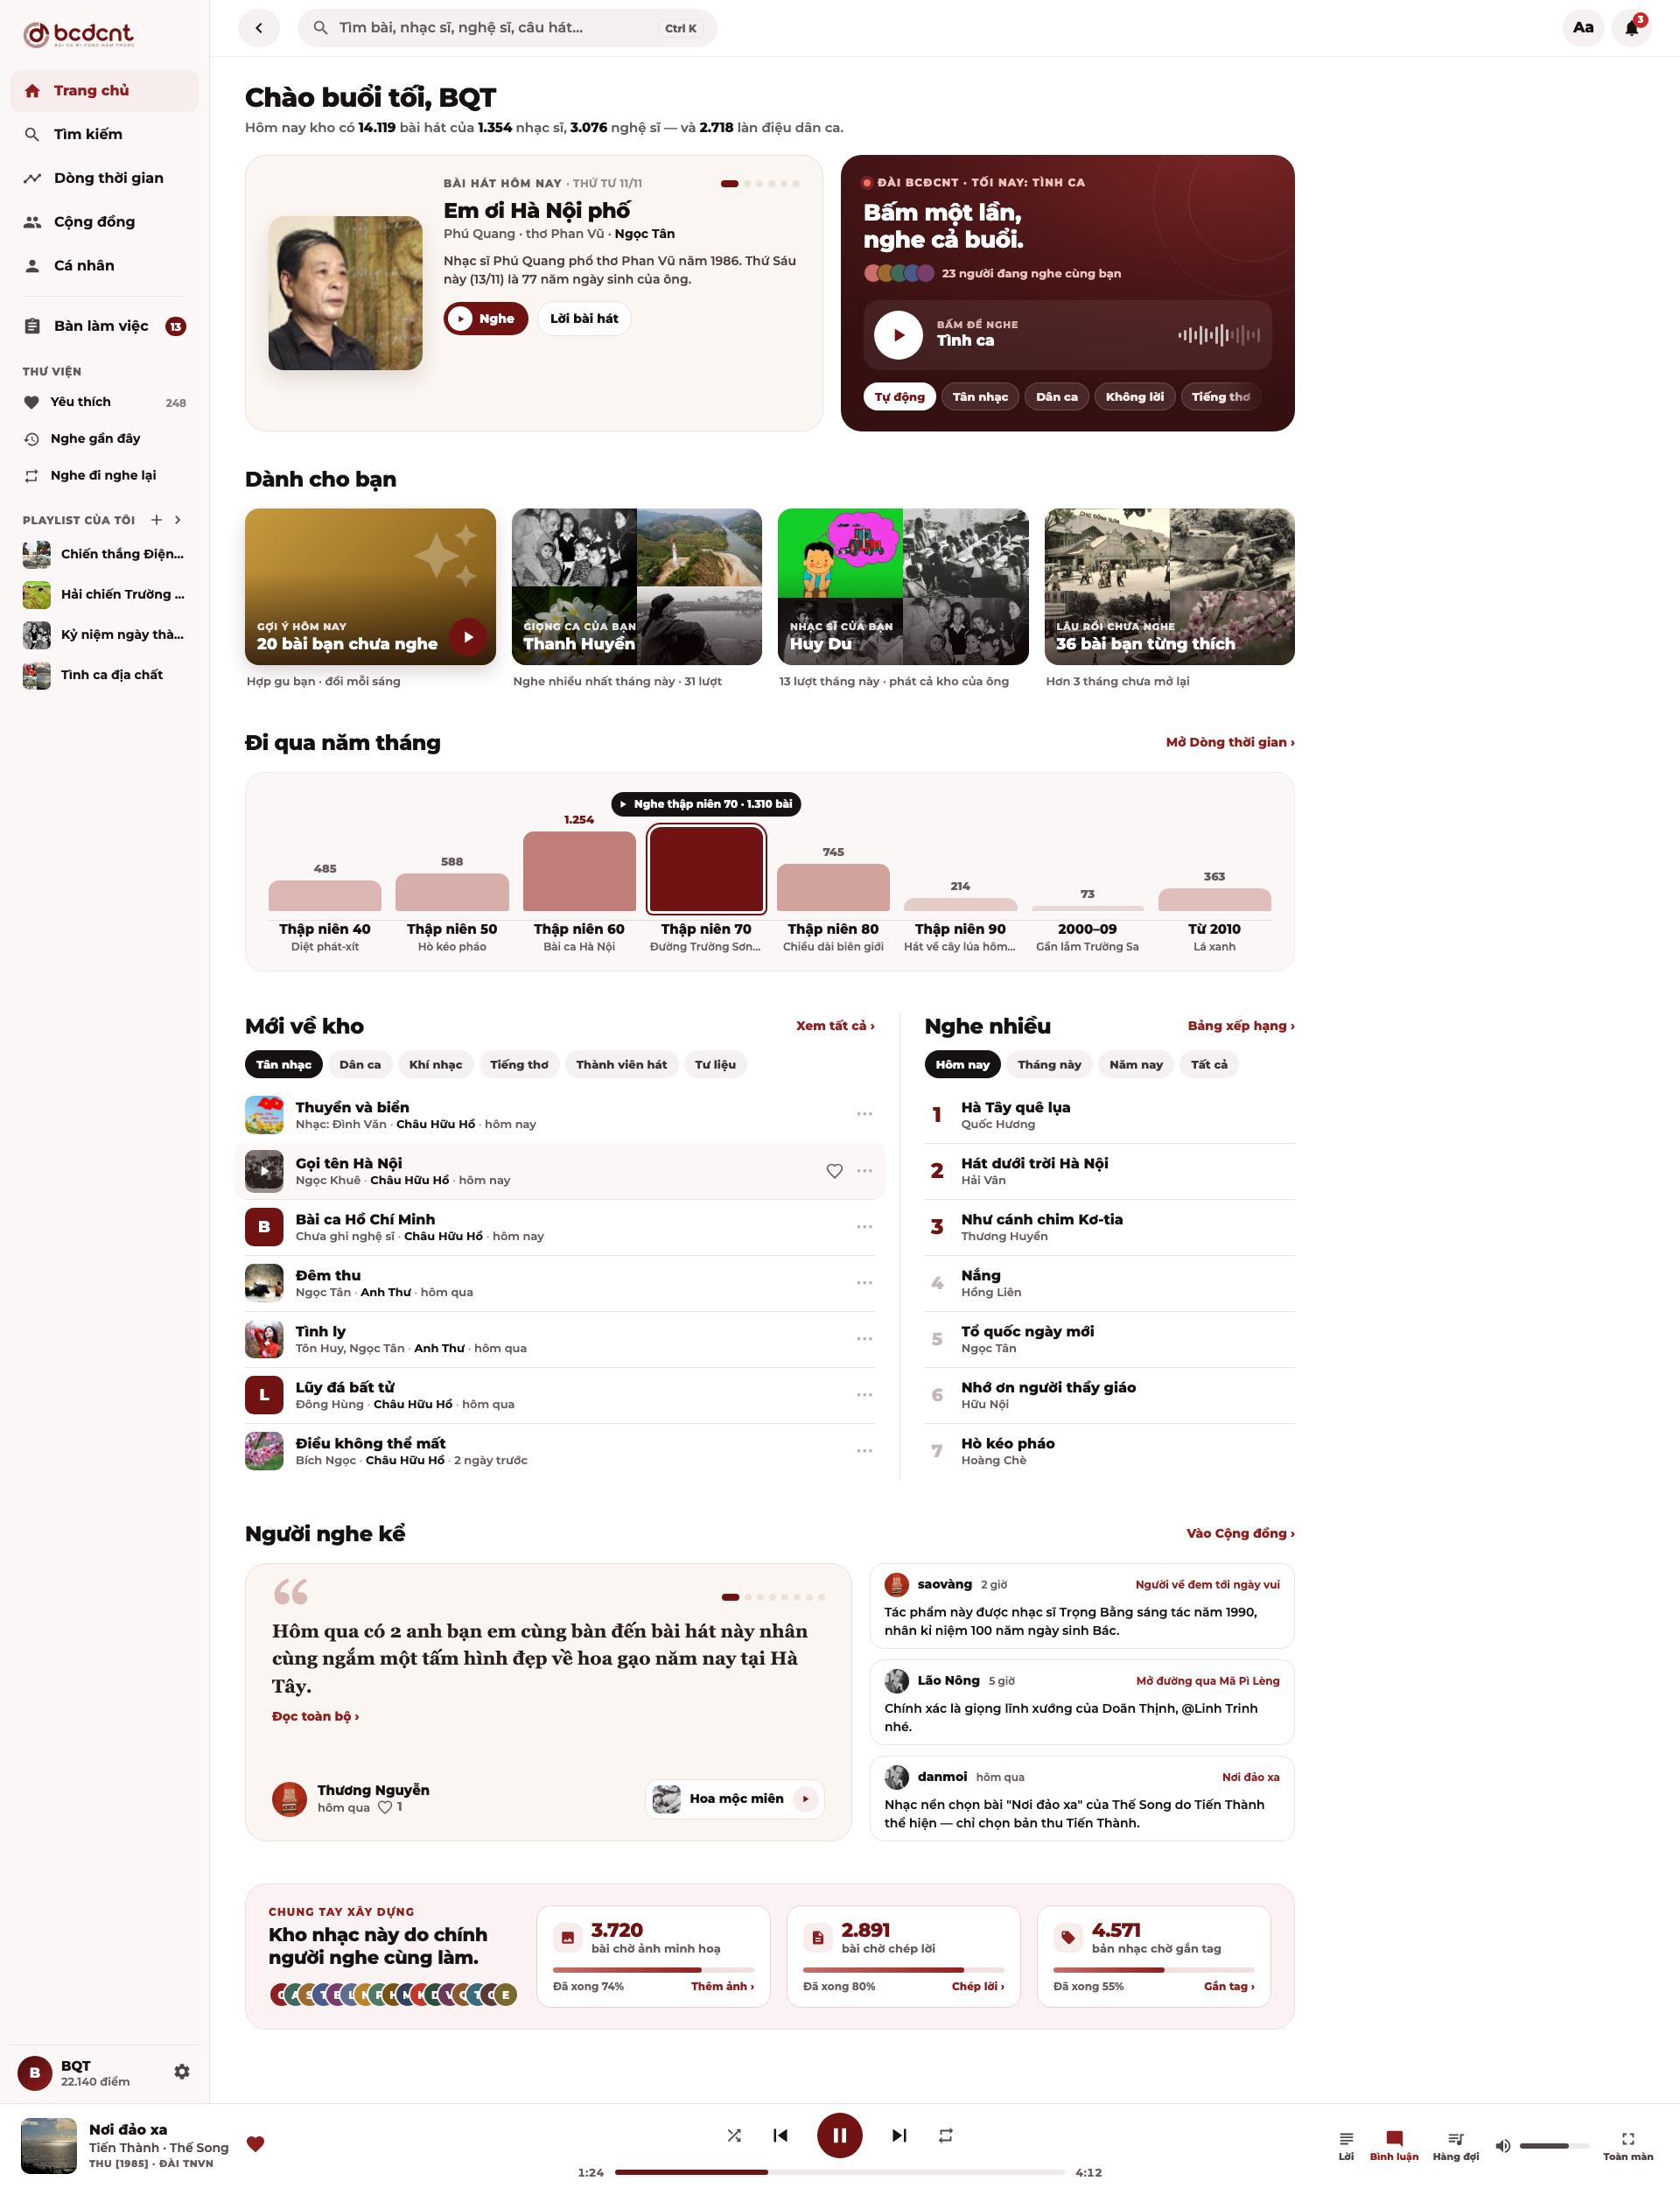 bcdcnt.
BÀI CA ĐI CÙNG NĂM THÁNG
Trang chủ
Tìm kiếm
Dòng thời gian
Cộng đồng
Cá nhân
Bàn làm việc 13
THƯ VIỆN
Yêu thích 248
Nghe gần đây
Nghe đi nghe lại
PLAYLIST CỦA TÔI
Chiến thắng Điện...
Hải chiến Trường ...
Kỷ niệm ngày thà...
Tình ca địa chất
BQT
22.140 điểm
Tìm bài, nhạc sĩ, nghệ sĩ, câu hát... Ctrl K
Aa
3
Chào buổi tối, BQT
Hôm nay kho có 14.119 bài hát của 1.354 nhạc sĩ, 3.076 nghệ sĩ — và 2.718 làn điệu dân ca.
BÀI HÁT HÔM NAY · THỨ TƯ 11/11
Em ơi Hà Nội phố
Phú Quang · thơ Phan Vũ · Ngọc Tân
Nhạc sĩ Phú Quang phổ thơ Phan Vũ năm 1986. Thứ Sáu
này (13/11) là 77 năm ngày sinh của ông.
Nghe
Lời bài hát
ĐÀI BCĐCNT · TỐI NAY: TÌNH CA
Bấm một lần,
nghe cả buổi.
23 người đang nghe cùng bạn
BẤM ĐỂ NGHE
Tình ca
Tự động
Tân nhạc
Dân ca
Không lời
Tiếng thơ
Dành cho bạn
GỢI Ý HÔM NAY
20 bài bạn chưa nghe
Hợp gu bạn · đổi mỗi sáng
GIỌNG CA CỦA BẠN
Thanh Huyền
Nghe nhiều nhất tháng này · 31 lượt
NHẠC SĨ CỦA BẠN
Huy Du
13 lượt tháng này · phát cả kho của ông
CHỢ ĐỒNG XUÂN
LÂU RỒI CHƯA NGHE
36 bài bạn từng thích
Hơn 3 tháng chưa mở lại
Đi qua năm tháng
Mở Dòng thời gian ›
Nghe thập niên 70 · 1.310 bài
485
588
1.254
745
214
73
363
Thập niên 40
Diệt phát-xít
Thập niên 50
Hò kéo pháo
Thập niên 60
Bài ca Hà Nội
Thập niên 70
Đường Trường Sơn...
Thập niên 80
Chiều dài biên giới
Thập niên 90
Hát về cây lúa hôm...
2000–09
Gần lắm Trường Sa
Từ 2010
Lá xanh
Mới về kho
Xem tất cả ›
Tân nhạc
Dân ca
Khí nhạc
Tiếng thơ
Thành viên hát
Tư liệu
Thuyền và biển
Nhạc: Đình Văn · Châu Hữu Hồ · hôm nay
Gọi tên Hà Nội
Ngọc Khuê · Châu Hữu Hồ · hôm nay
B
Bài ca Hồ Chí Minh
Chưa ghi nghệ sĩ · Châu Hữu Hồ · hôm nay
Đêm thu
Ngọc Tân · Anh Thư · hôm qua
Tình ly
Tôn Huy, Ngọc Tân · Anh Thư · hôm qua
L
Lũy đá bất tử
Đông Hùng · Châu Hữu Hồ · hôm qua
Điều không thể mất
Bích Ngọc · Châu Hữu Hồ · 2 ngày trước
Nghe nhiều
Bảng xếp hạng ›
Hôm nay
Tháng này
Năm nay
Tất cả
1
Hà Tây quê lụa
Quốc Hương
2
Hát dưới trời Hà Nội
Hải Vân
3
Như cánh chim Kơ-tia
Thương Huyền
4
Nắng
Hồng Liên
5
Tổ quốc ngày mới
Ngọc Tân
6
Nhớ ơn người thầy giáo
Hữu Nội
7
Hò kéo pháo
Hoàng Chè
Người nghe kể
Vào Cộng đồng ›
“
Hôm qua có 2 anh bạn em cùng bàn đến bài hát này nhân
cùng ngắm một tấm hình đẹp về hoa gạo năm nay tại Hà
Tây.
Đọc toàn bộ ›
Thương Nguyễn
hôm qua 1
Hoa mộc miên
saovàng 2 giờ
Người về đem tới ngày vui
Tác phẩm này được nhạc sĩ Trọng Bằng sáng tác năm 1990,
nhân kỉ niệm 100 năm ngày sinh Bác.
Lão Nông 5 giờ
Mở đường qua Mã Pì Lèng
Chính xác là giọng lĩnh xướng của Doãn Thịnh, @Linh Trinh
nhé.
danmoi hôm qua
Nơi đảo xa
Nhạc nền chọn bài "Nơi đảo xa" của Thế Song do Tiến Thành
thể hiện — chỉ chọn bản thu Tiến Thành.
CHUNG TAY XÂY DỰNG
Kho nhạc này do chính
người nghe cùng làm.
E
3.720
bài chờ ảnh minh hoạ
Đã xong 74%
Thêm ảnh ›
2.891
bài chờ chép lời
Đã xong 80%
Chép lời ›
4.571
bản nhạc chờ gắn tag
Đã xong 55%
Gắn tag ›
B
Nơi đảo xa
Tiến Thành · Thế Song
THU [1985] · ĐÀI TNVN
1:24
4:12
Lời
Bình luận
Hàng đợi
Toàn màn